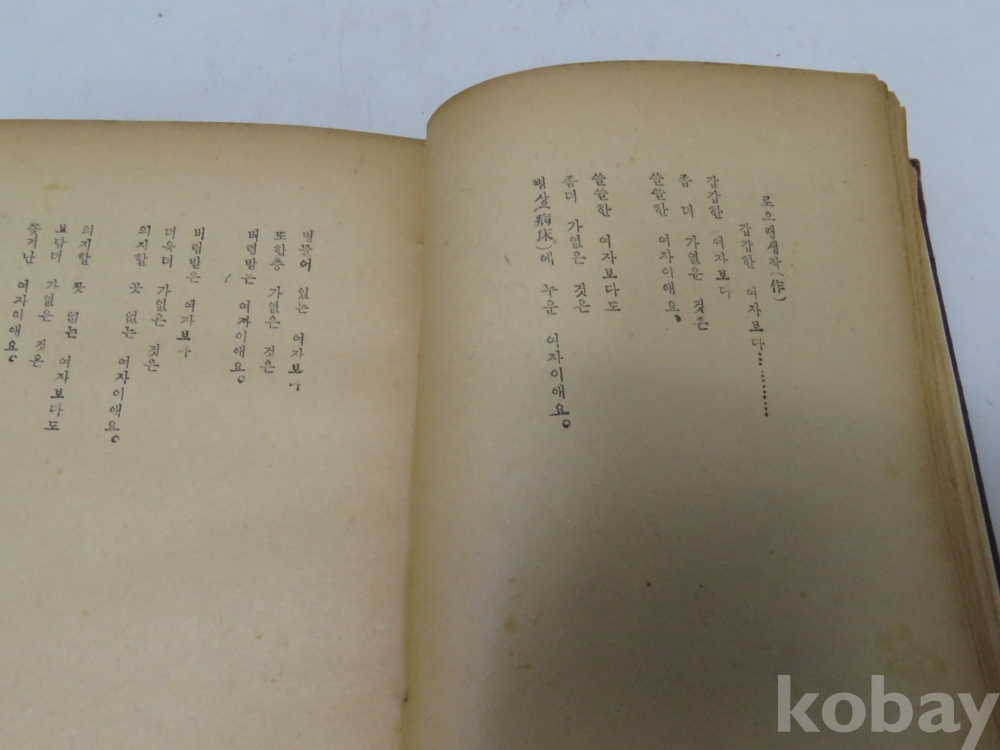 로으랭생작(作)
갑갑한 여자보다…………
갑갑한 여자보다
좀 더 가엾은 것은
쓸쓸한 여자이애요。
쓸쓸한 여자보다도
좀더 가엾은 것은
병상(病床)에 누운 여자이애요。
병들어 있는 여자보다
또한층 가엾은 것은
버림받은 여자이애요。
버림받은 여자보다
더욱더 가엾은 것은
의지할 곳 없는 여자이애요。
의지할 곳 없는 여자보다도
보담더 가엾은 것은
쫓겨난 여자이애요。
kobay